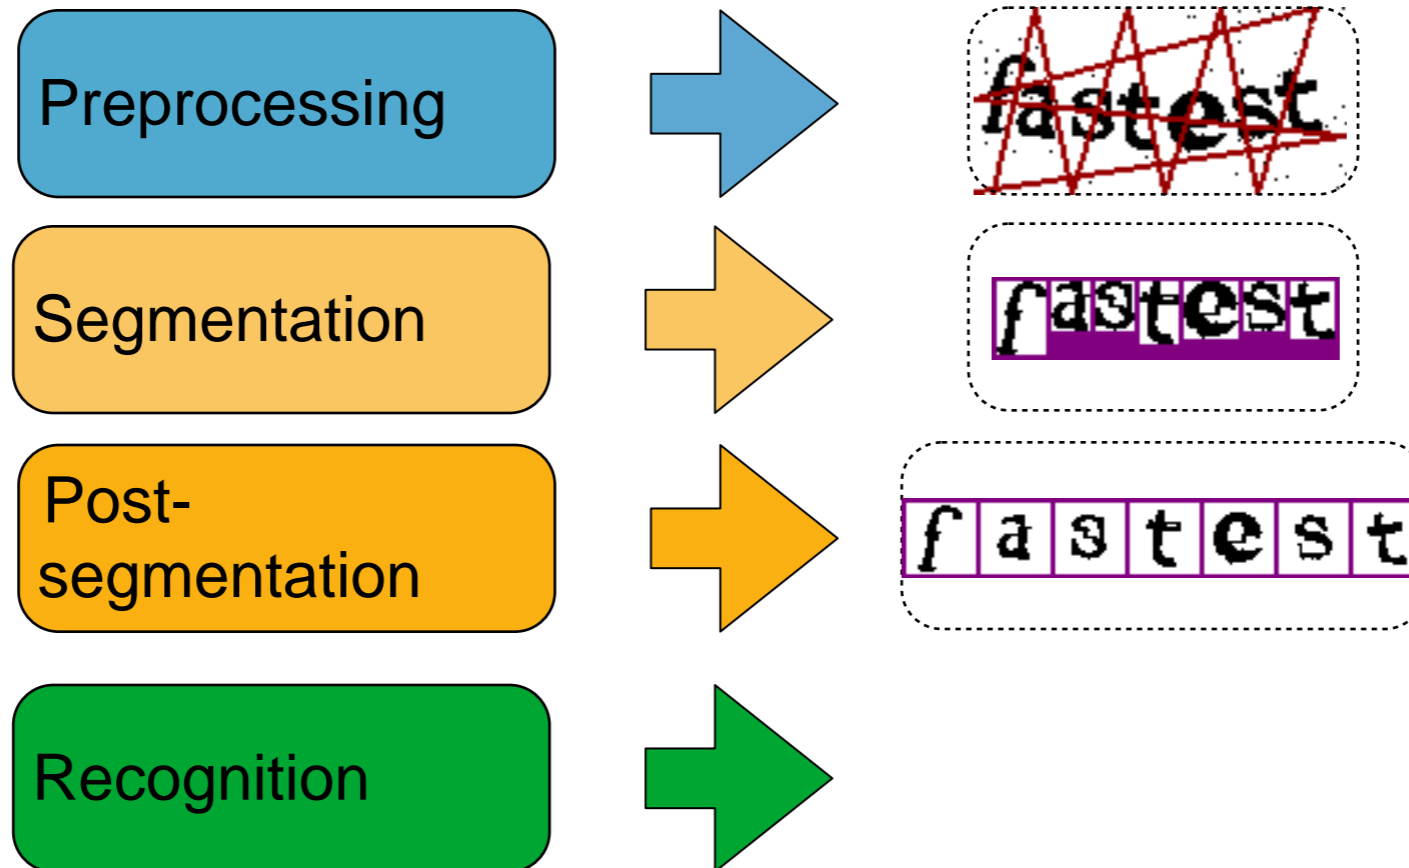 Preprocessing
fastest
Segmentation
fastest
Post-
segmentation
f a s t e s t
Recognition